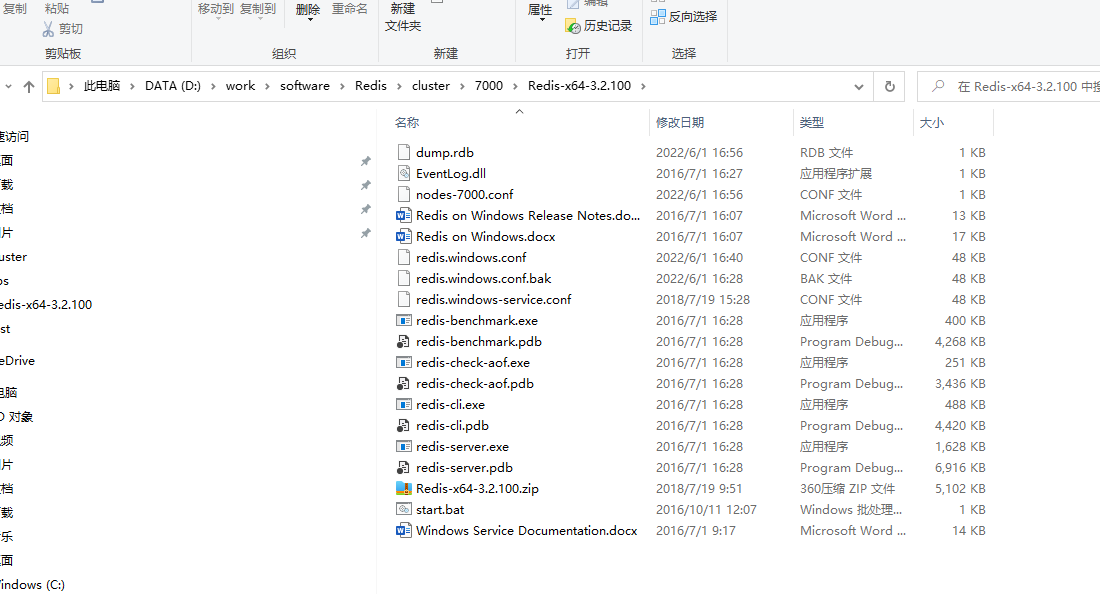 复制
粘贴
剪切
剪贴板
移动到 复制到
删除
重命名
组织
新建
文件夹
新建
属性
编辑
历史记录
打开
反向选择
选择
此电脑 > DATA (D:) > work > software > Redis > cluster > 7000 > Redis-x64-3.2.100 >
在 Redis-x64-3.2.100 中搜
速访问
面
载
档
片
uster
os
edis-x64-3.2.100
st
eDrive
电脑
D 对象
频
片
档
载
乐
面
indows (C:)
名称 修改日期 类型 大小
dump.rdb 2022/6/1 16:56 RDB 文件 1 KB
EventLog.dll 2016/7/1 16:27 应用程序扩展 1 KB
nodes-7000.conf 2022/6/1 16:56 CONF 文件 1 KB
Redis on Windows Release Notes.do... 2016/7/1 16:07 Microsoft Word ... 13 KB
Redis on Windows.docx 2016/7/1 16:07 Microsoft Word ... 17 KB
redis.windows.conf 2022/6/1 16:40 CONF 文件 48 KB
redis.windows.conf.bak 2022/6/1 16:28 BAK 文件 48 KB
redis.windows-service.conf 2018/7/19 15:28 CONF 文件 48 KB
redis-benchmark.exe 2016/7/1 16:28 应用程序 400 KB
redis-benchmark.pdb 2016/7/1 16:28 Program Debug... 4,268 KB
redis-check-aof.exe 2016/7/1 16:28 应用程序 251 KB
redis-check-aof.pdb 2016/7/1 16:28 Program Debug... 3,436 KB
redis-cli.exe 2016/7/1 16:28 应用程序 488 KB
redis-cli.pdb 2016/7/1 16:28 Program Debug... 4,420 KB
redis-server.exe 2016/7/1 16:28 应用程序 1,628 KB
redis-server.pdb 2016/7/1 16:28 Program Debug... 6,916 KB
Redis-x64-3.2.100.zip 2018/7/19 9:51 360压缩 ZIP 文件 5,102 KB
start.bat 2016/10/11 12:07 Windows 批处理... 1 KB
Windows Service Documentation.docx 2016/7/1 9:17 Microsoft Word ... 14 KB